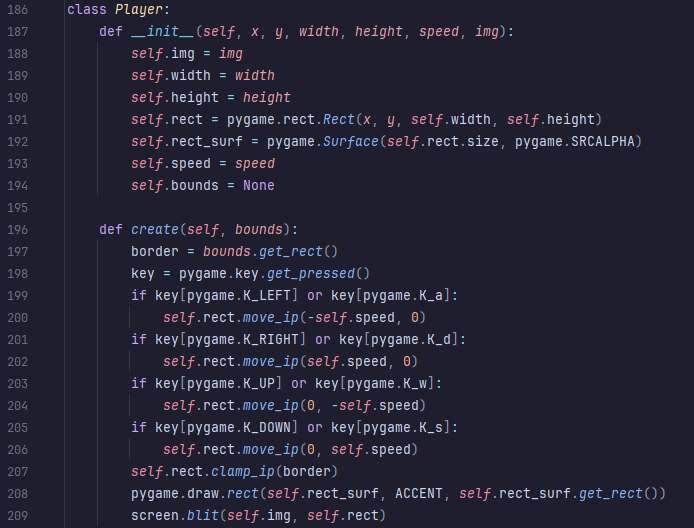 186 class Player:
187     def __init__(self, x, y, width, height, speed, img):
188         self.img = img
189         self.width = width
190         self.height = height
191         self.rect = pygame.rect.Rect(x, y, self.width, self.height)
192         self.rect_surf = pygame.Surface(self.rect.size, pygame.SRCALPHA)
193         self.speed = speed
194         self.bounds = None
195
196     def create(self, bounds):
197         border = bounds.get_rect()
198         key = pygame.key.get_pressed()
199         if key[pygame.K_LEFT] or key[pygame.K_a]:
200             self.rect.move_ip(-self.speed, 0)
201         if key[pygame.K_RIGHT] or key[pygame.K_d]:
202             self.rect.move_ip(self.speed, 0)
203         if key[pygame.K_UP] or key[pygame.K_w]:
204             self.rect.move_ip(0, -self.speed)
205         if key[pygame.K_DOWN] or key[pygame.K_s]:
206             self.rect.move_ip(0, self.speed)
207         self.rect.clamp_ip(border)
208         pygame.draw.rect(self.rect_surf, ACCENT, self.rect_surf.get_rect())
209         screen.blit(self.img, self.rect)